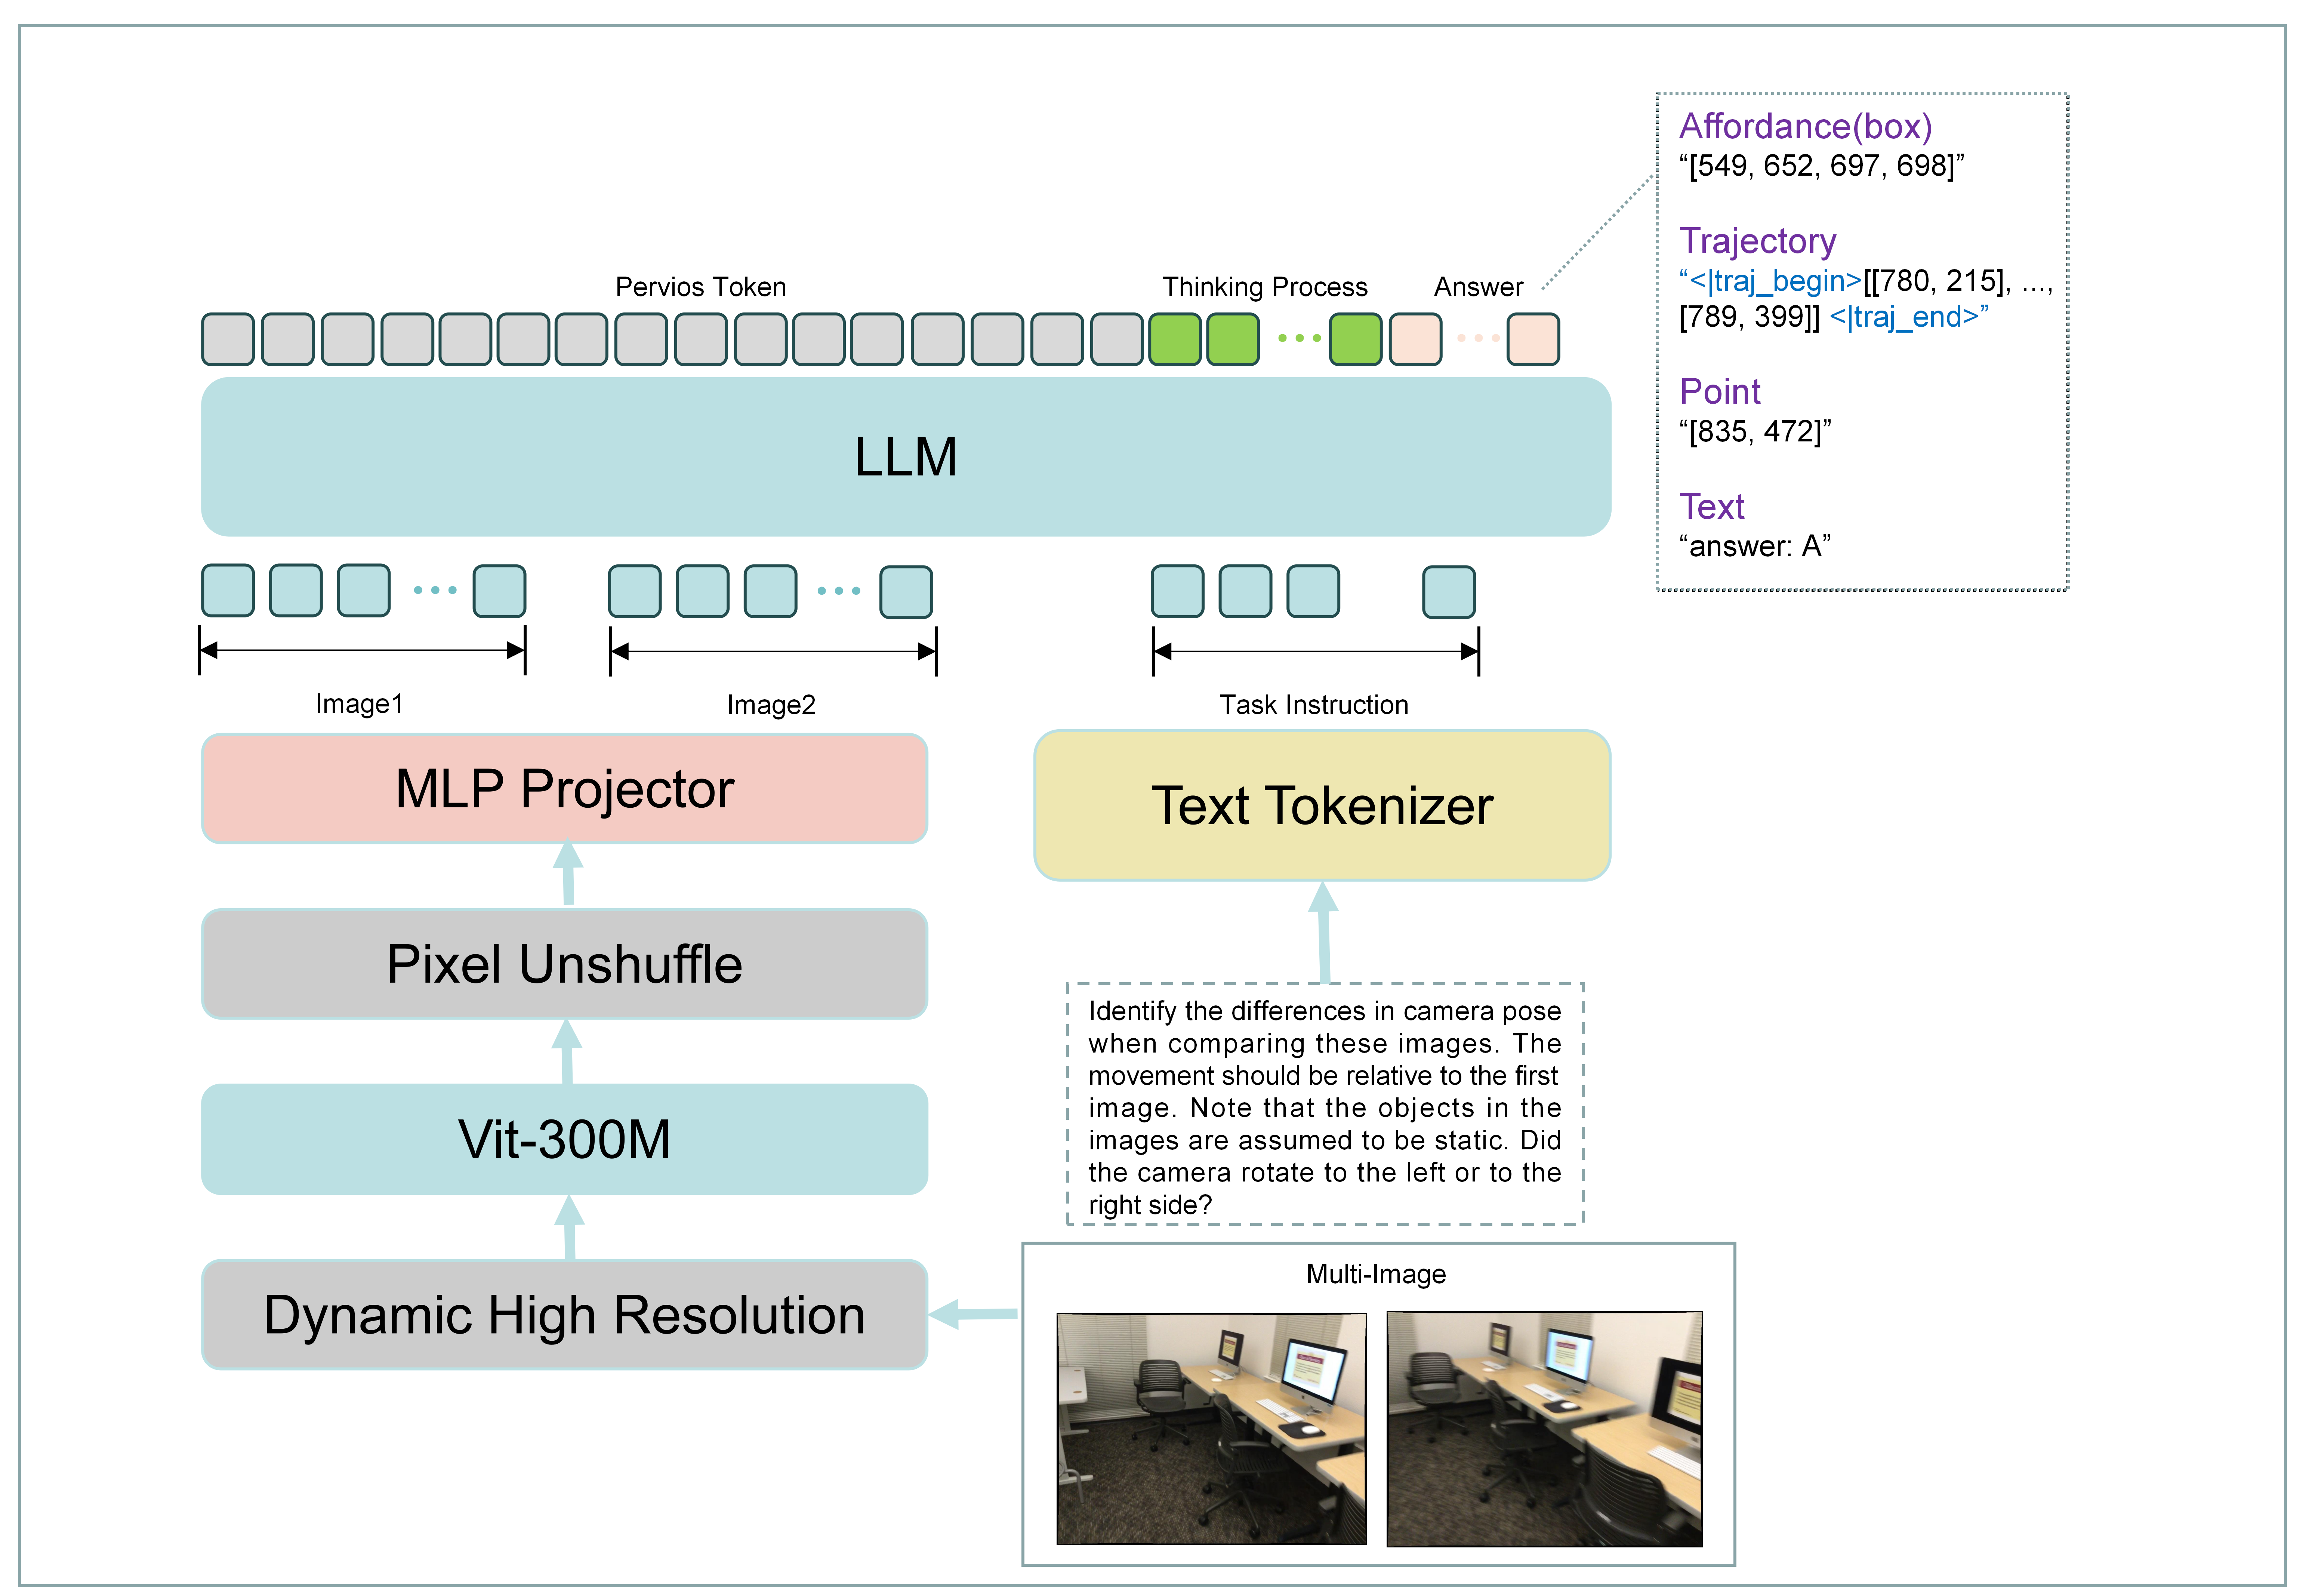 Affordance(box)
“[549, 652, 697, 698]”
Trajectory
“<|traj_begin>[[780, 215], ...,
[789, 399]] <|traj_end>”
Point
“[835, 472]”
Text
“answer: A”
Pervios Token
Thinking Process
Answer
LLM
Image1
Image2
Task Instruction
MLP Projector
Text Tokenizer
Pixel Unshuffle
Vit-300M
Dynamic High Resolution
Identify the differences in camera pose
when comparing these images. The
movement should be relative to the first
image. Note that the objects in the
images are assumed to be static. Did
the camera rotate to the left or to the
right side?
Multi-Image